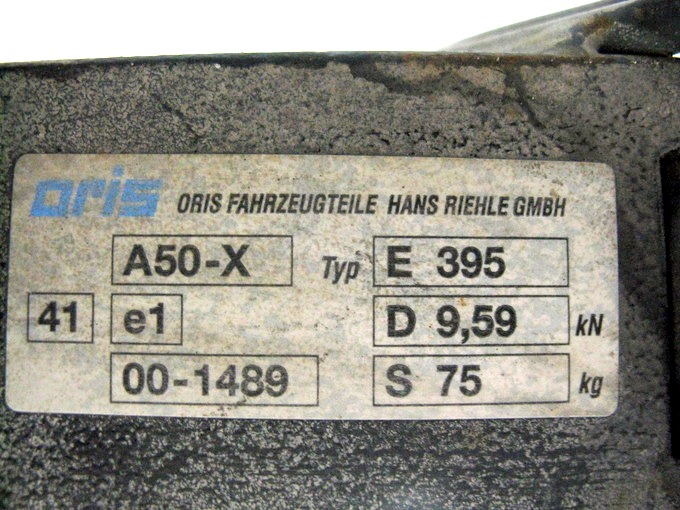 oris ORIS FAHRZEUGTEILE HANS RIEHLE GMBH
A50-X Typ E 395
41 e1 D 9,59 kN
00-1489 S 75 kg